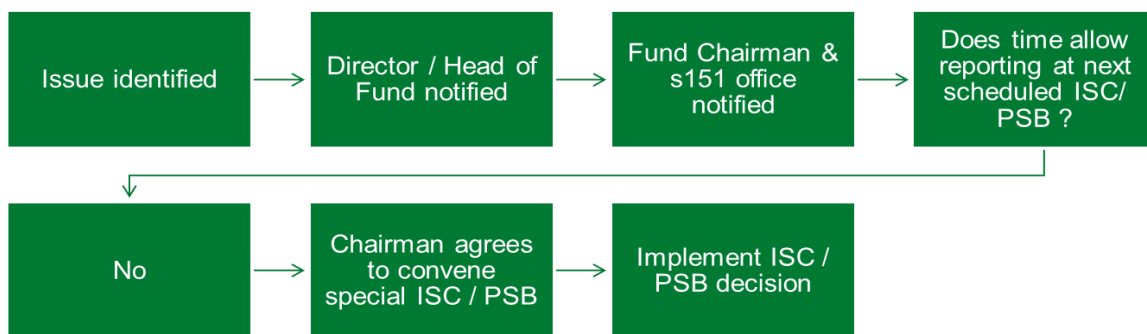 Issue identified
Director / Head of
Fund notified
Fund Chairman &
s151 office
notified
Does time allow
reporting at next
scheduled ISC/
PSB ?
No
Chairman agrees
to convene
special ISC / PSB
Implement ISC /
PSB decision